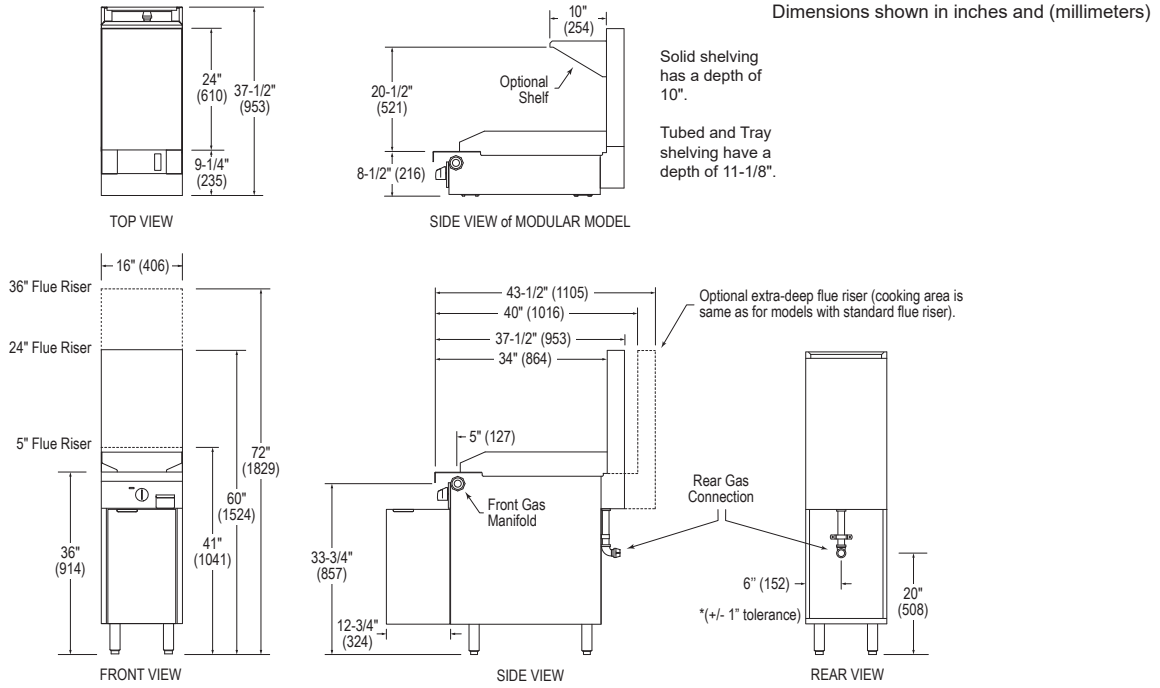 Dimensions shown in inches and (millimeters)
10"
(254)
Solid shelving
has a depth of
10".
Tubed and Tray
shelving have a
depth of 11-1/8".
Optional
Shelf
20-1/2"
(521)
8-1/2" (216)
SIDE VIEW of MODULAR MODEL
24"
(610)
37-1/2"
(953)
9-1/4"
(235)
TOP VIEW
16" (406)
36" Flue Riser
24" Flue Riser
5" Flue Riser
72"
(1829)
60"
(1524)
41"
(1041)
36"
(914)
FRONT VIEW
43-1/2" (1105)
40" (1016)
37-1/2" (953)
34" (864)
Optional extra-deep flue riser (cooking area is
same as for models with standard flue riser).
5" (127)
Front Gas
Manifold
33-3/4"
(857)
12-3/4"
(324)
SIDE VIEW
Rear Gas
Connection
6’’ (152)
*(+/- 1” tolerance)
20"
(508)
REAR VIEW